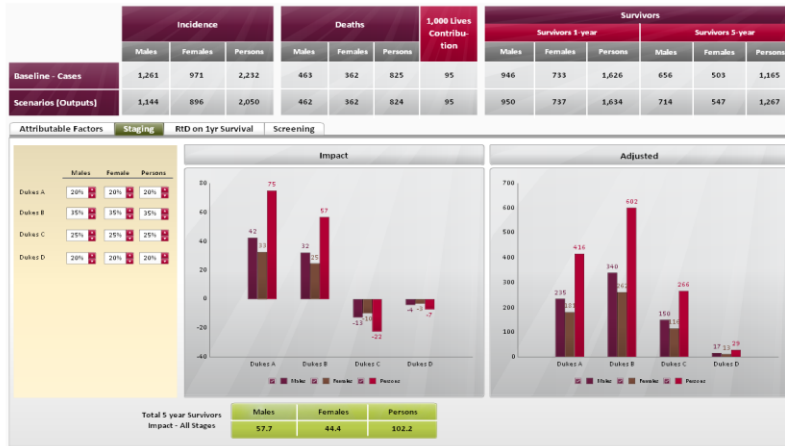 Incidence Deaths 1,000 Lives Contribu-tion Survivors
Survivors 1-year Survivors 5-year
Males Females Persons Males Females Persons Males Females Persons Males Females Persons
Baseline - Cases 1,261 971 2,232 463 362 825 95 946 733 1,626 656 503 1,165
Scenarios [Outputs] 1,144 896 2,050 462 362 824 95 950 737 1,634 714 547 1,267
Attributable Factors Staging RtD on 1yr Survival Screening
Males Female Persons
Dukes A 20% 20% 20%
Dukes B 35% 35% 35%
Dukes C 25% 25% 25%
Dukes D 20% 20% 20%
Impact
80
60
40
20
0
-20
-40
42 33 75
32 25 57
-13 -10 -22
-4 -3 -7
Dukes A Dukes B Dukes C Dukes D
Males Females Persons
Adjusted
700
600
500
400
300
200
100
0
235 181 416
340 262 602
150 116 266
17 13 29
Dukes A Dukes B Dukes C Dukes D
Males Females Persons
Total 5 year Survivors
Impact - All Stages
Males Females Persons
57.7 44.4 102.2